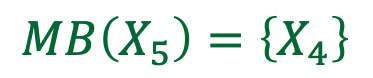 MB(X₅) = {X₄}